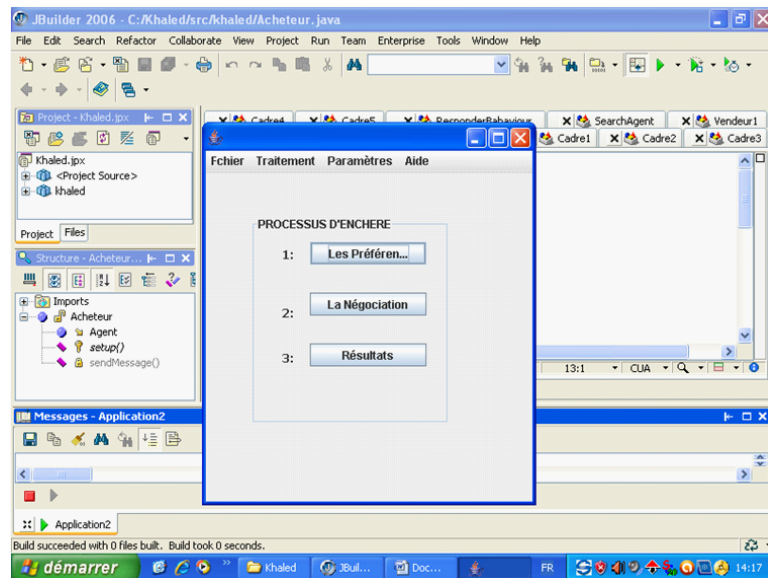 JBuilder 2006 - C:/Khaled/src/khaled/Acheteur.java
File Edit Search Refactor Collaborate View Project Run Team Enterprise Tools Window Help
Project - Khaled.jpx
Cadre4 Cadre5 ResponderBahaviour SearchAgent Vendeur1
Cadre1 Cadre2 Cadre3
Khaled.jpx
<Project Source>
khaled
Project Files
Structure - Acheteur...
Imports
Acheteur
Agent
setup()
sendMessage()
Fchier Traitement Paramètres Aide
PROCESSUS D'ENCHERE
1: Les Préféren...
2: La Négociation
3: Résultats
13:1 CUA
Messages - Application2
Application2
Build succeeded with 0 files built. Build took 0 seconds.
démarrer Khaled JBuil... Doc... FR 14:17